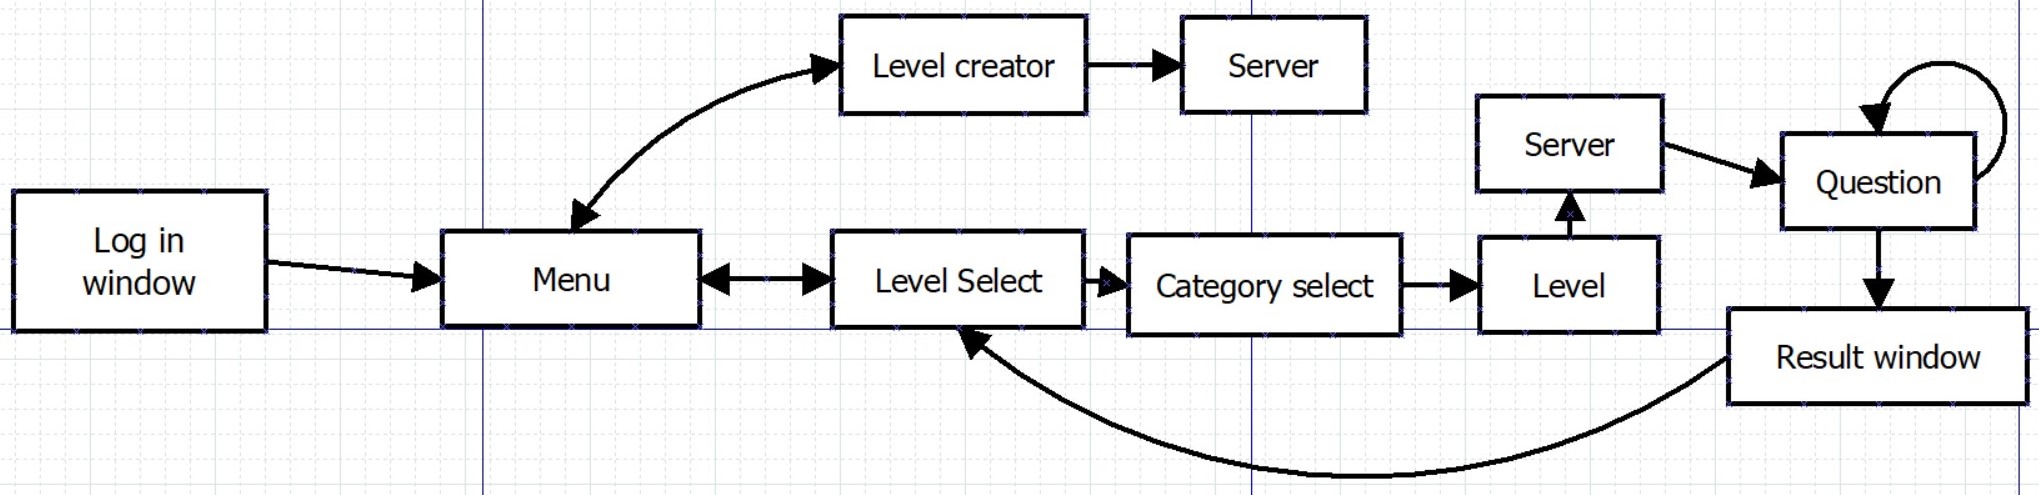 Level creator
Server
Server
Question
Log in
window
Menu
Level Select
Category select
Level
Result window